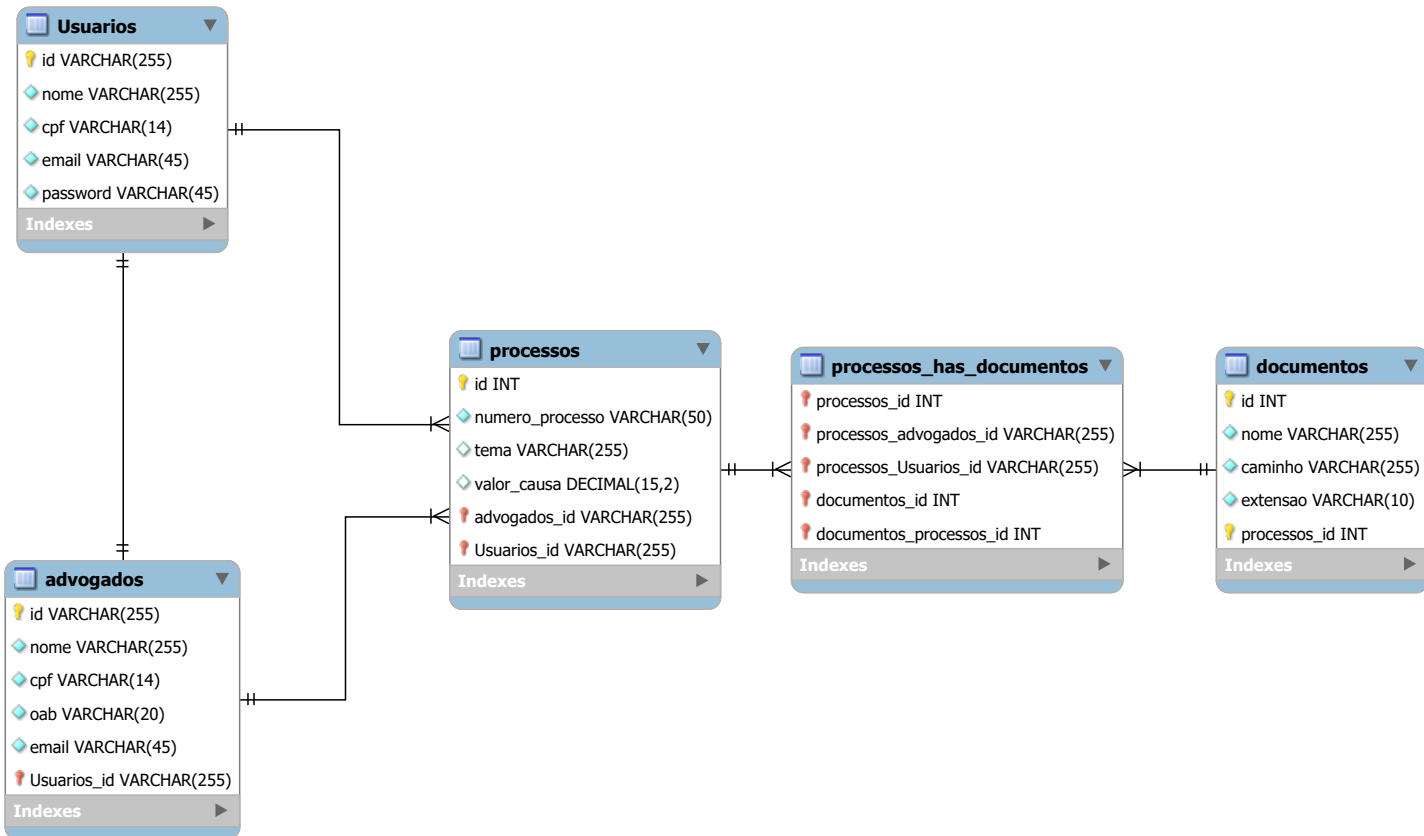 Usuarios
id VARCHAR(255)
nome VARCHAR(255)
cpf VARCHAR(14)
email VARCHAR(45)
password VARCHAR(45)
Indexes
advogados
id VARCHAR(255)
nome VARCHAR(255)
cpf VARCHAR(14)
oab VARCHAR(20)
email VARCHAR(45)
Usuarios_id VARCHAR(255)
Indexes
processos
id INT
numero_processo VARCHAR(50)
tema VARCHAR(255)
valor_causa DECIMAL(15,2)
advogados_id VARCHAR(255)
Usuarios_id VARCHAR(255)
Indexes
processos_has_documentos
processos_id INT
processos_advogados_id VARCHAR(255)
processos_Usuarios_id VARCHAR(255)
documentos_id INT
documentos_processos_id INT
Indexes
documentos
id INT
nome VARCHAR(255)
caminho VARCHAR(255)
extensao VARCHAR(10)
processos_id INT
Indexes